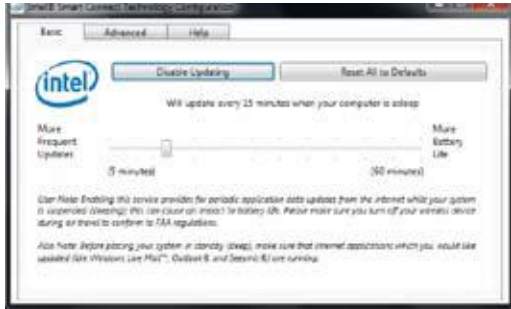 Intel® Smart Connect Technology Configuration
Basic Advanced Help
intel
Disable Updating Reset All to Defaults
Will update every 15 minutes when your computer is asleep
More Frequent Updates
More Battery Life
(5 minutes) (60 minutes)
User Note: Enabling this service provides for periodic application data updates from the internet while your system
is suspended (sleeping); this can cause an impact to battery life. Please make sure you turn off your wireless device
during air travel to conform to FAA regulations.
Also Note: Before placing your system in standby (sleep), make sure that internet applications which you would like
updated (like Windows Live Mail™, Outlook® and Seesmic®) are running.